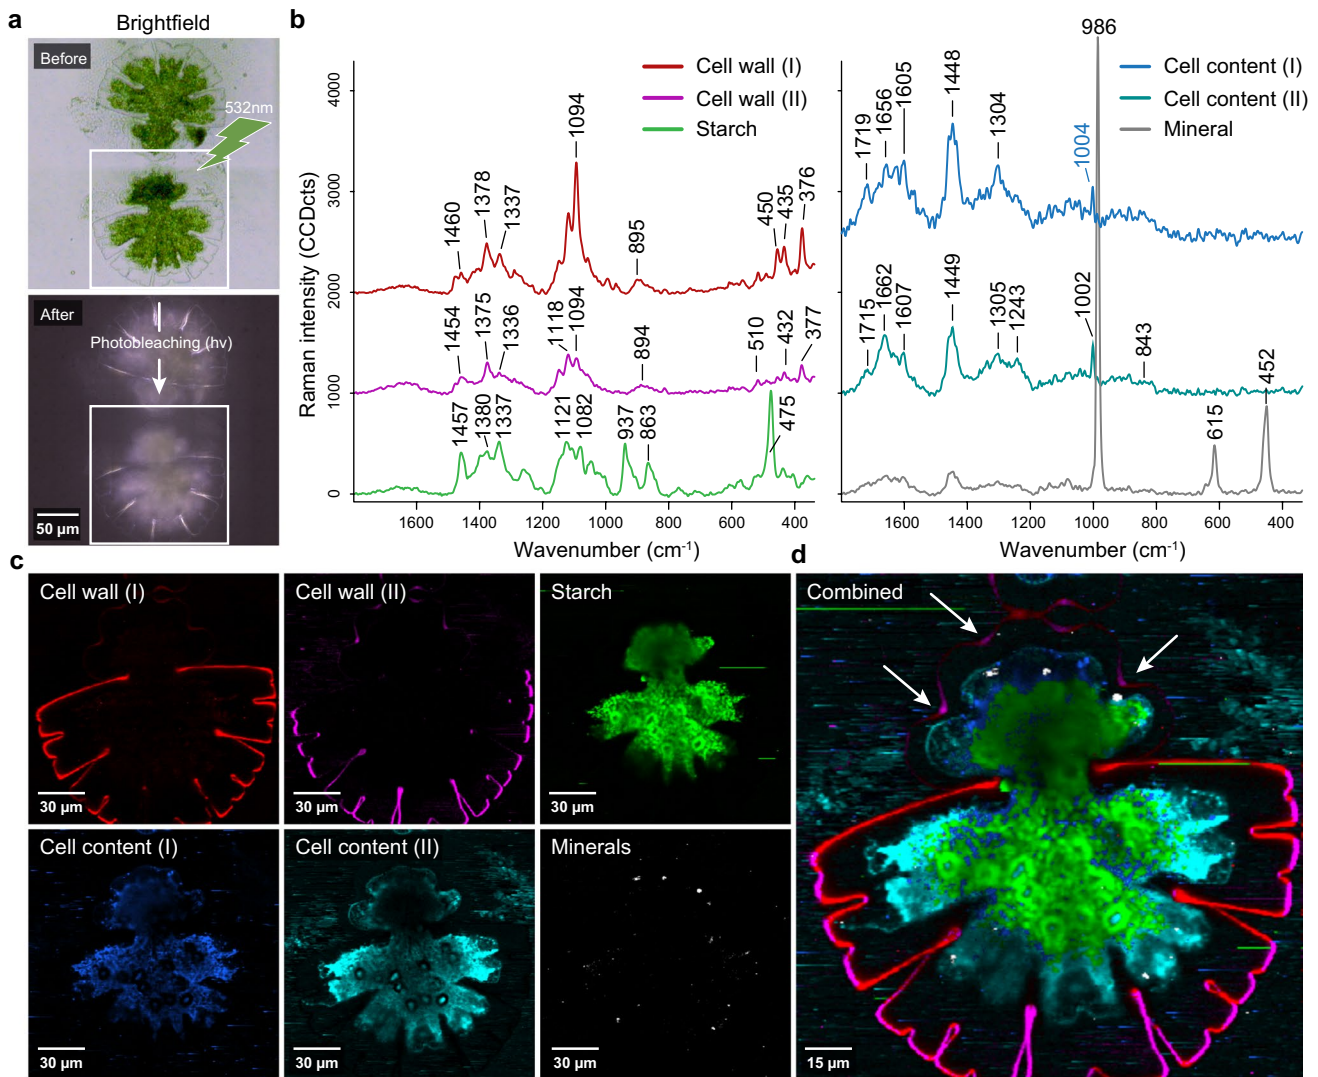 a
Brightfield
Before
532nm
After
Photobleaching (hv)
50 µm
b
Raman intensity (CCDcts)
4000
3000
2000
1000
0
Cell wall (I)
Cell wall (II)
Starch
1460
1378
1337
1094
895
450
435
376
1454
1375
1336
1118
1094
894
510
432
377
1457
1380
1337
1121
1082
937
863
475
1600 1400 1200 1000 800 600 400
Wavenumber (cm-1)
Cell content (I)
Cell content (II)
Mineral
1719
1656
1605
1448
1304
1004
986
1715
1662
1607
1449
1305
1243
1002
843
615
452
1600 1400 1200 1000 800 600 400
Wavenumber (cm-1)
c
Cell wall (I)
30 µm
Cell wall (II)
30 µm
Starch
30 µm
Cell content (I)
30 µm
Cell content (II)
30 µm
Minerals
30 µm
d
Combined
15 µm